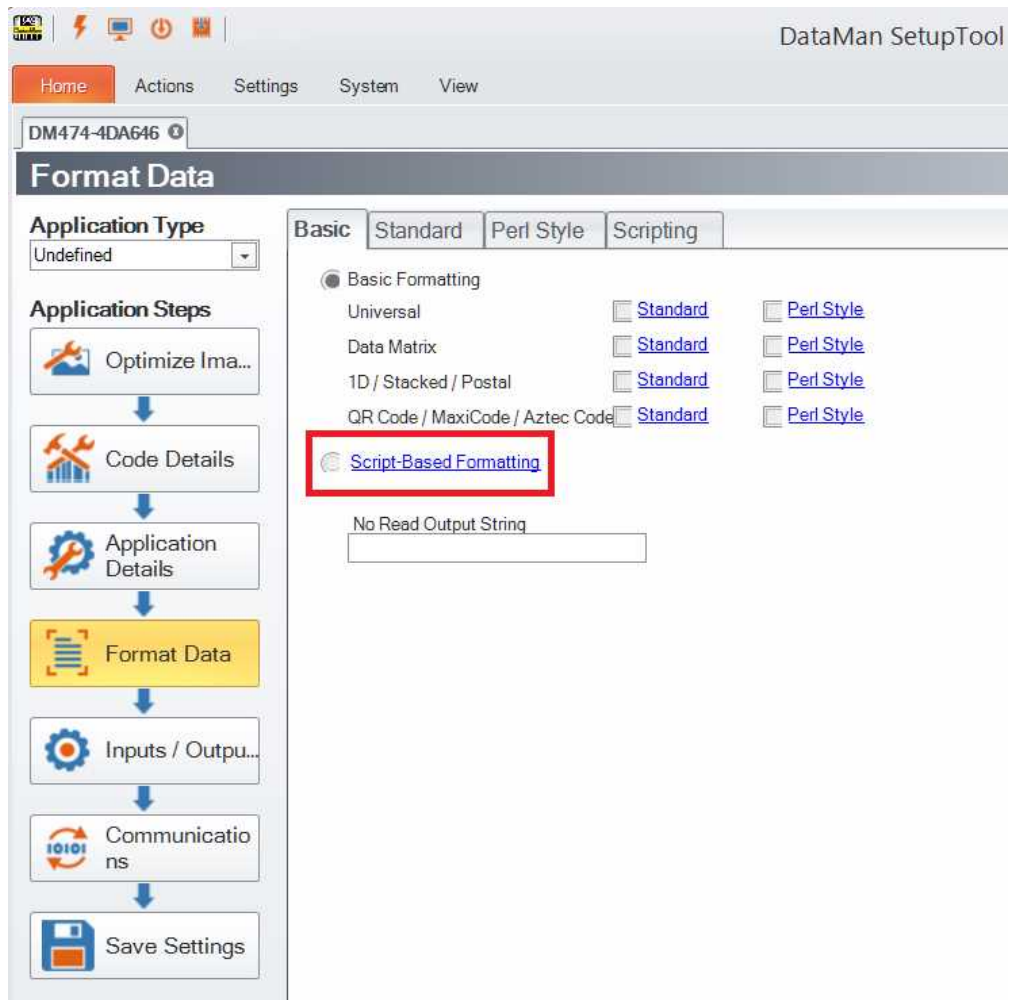 DataMan SetupTool
Home Actions Settings System View
DM474-4DA646
Format Data
Application Type
Undefined
Application Steps
Optimize Ima...
Code Details
Application
Details
Format Data
Inputs / Outpu...
Communicatio
ns
Save Settings
Basic Standard Perl Style Scripting
Basic Formatting
Universal Standard Perl Style
Data Matrix Standard Perl Style
1D / Stacked / Postal Standard Perl Style
QR Code / MaxiCode / Aztec Code Standard Perl Style
Script-Based Formatting
No Read Output String